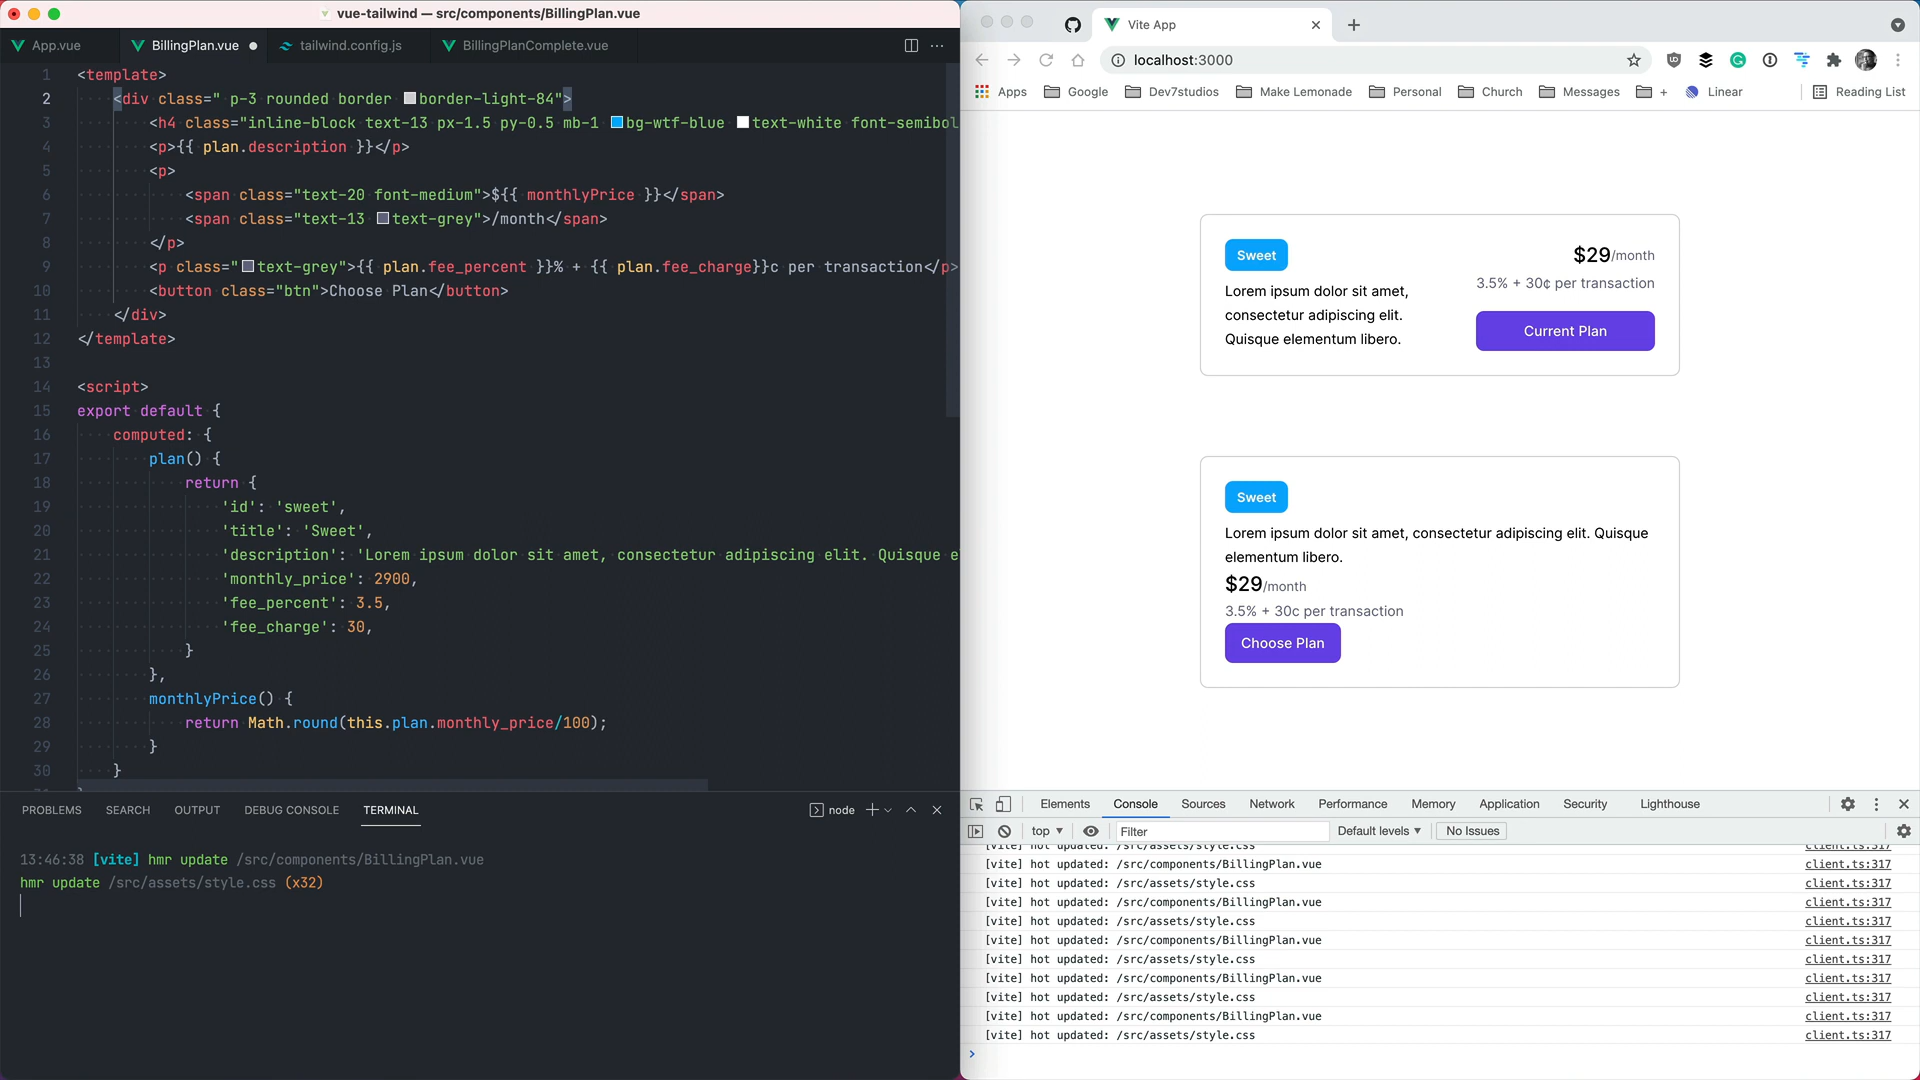 vue-tailwind — src/components/BillingPlan.vue
App.vue
BillingPlan.vue
tailwind.config.js
BillingPlanComplete.vue
1 <template>
2 <div class=" p-3 rounded border border-light-84">
3 <h4 class="inline-block text-13 px-1.5 py-0.5 mb-1 bg-wtf-blue text-white font-semibol
4 <p>{{ plan.description }}</p>
5 <p>
6 <span class="text-20 font-medium">${{ monthlyPrice }}</span>
7 <span class="text-13 text-grey">/month</span>
8 </p>
9 <p class="text-grey">{{ plan.fee_percent }}% + {{ plan.fee_charge}}c per transaction</p>
10 <button class="btn">Choose Plan</button>
11 </div>
12 </template>
13
14 <script>
15 export default {
16 computed: {
17 plan() {
18 return {
19 'id': 'sweet',
20 'title': 'Sweet',
21 'description': 'Lorem ipsum dolor sit amet, consectetur adipiscing elit. Quisque e
22 'monthly_price': 2900,
23 'fee_percent': 3.5,
24 'fee_charge': 30,
25 }
26 },
27 monthlyPrice() {
28 return Math.round(this.plan.monthly_price/100);
29 }
30 }
PROBLEMS SEARCH OUTPUT DEBUG CONSOLE TERMINAL
node
13:46:38 [vite] hmr update /src/components/BillingPlan.vue
hmr update /src/assets/style.css (x32)
Vite App
localhost:3000
Apps Google Dev7studios Make Lemonade Personal Church Messages + Linear Reading List
Sweet
Lorem ipsum dolor sit amet,
consectetur adipiscing elit.
Quisque elementum libero.
$29/month
3.5% + 30¢ per transaction
Current Plan
Sweet
Lorem ipsum dolor sit amet, consectetur adipiscing elit. Quisque
elementum libero.
$29/month
3.5% + 30c per transaction
Choose Plan
Elements Console Sources Network Performance Memory Application Security Lighthouse
top Filter Default levels No Issues
[vite] hot updated: /src/assets/style.css client.ts:317
[vite] hot updated: /src/components/BillingPlan.vue client.ts:317
[vite] hot updated: /src/assets/style.css client.ts:317
[vite] hot updated: /src/components/BillingPlan.vue client.ts:317
[vite] hot updated: /src/assets/style.css client.ts:317
[vite] hot updated: /src/components/BillingPlan.vue client.ts:317
[vite] hot updated: /src/assets/style.css client.ts:317
[vite] hot updated: /src/components/BillingPlan.vue client.ts:317
[vite] hot updated: /src/assets/style.css client.ts:317
[vite] hot updated: /src/components/BillingPlan.vue client.ts:317
[vite] hot updated: /src/assets/style.css client.ts:317